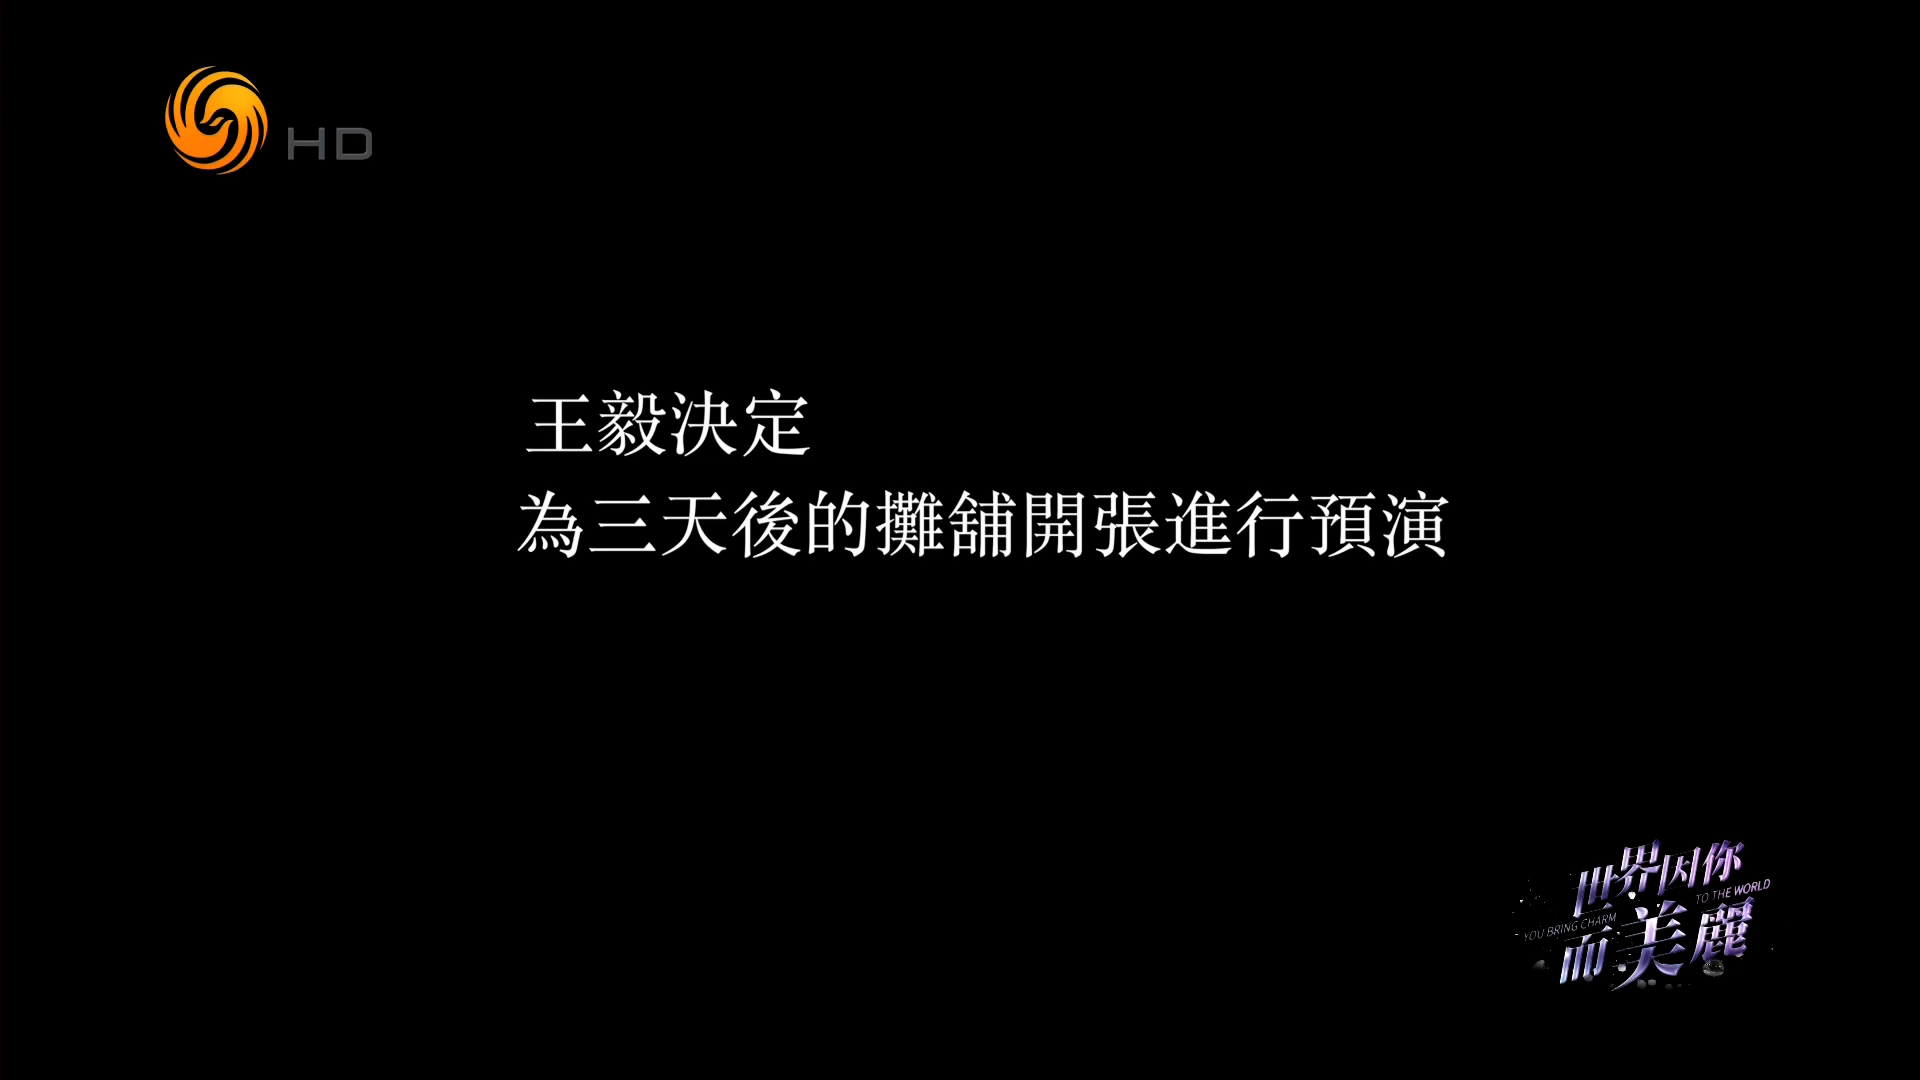 HD
王毅決定
為三天後的攤舖開張進行預演
世界因你
TO THE WORLD
YOU BRING CHARM
而美麗